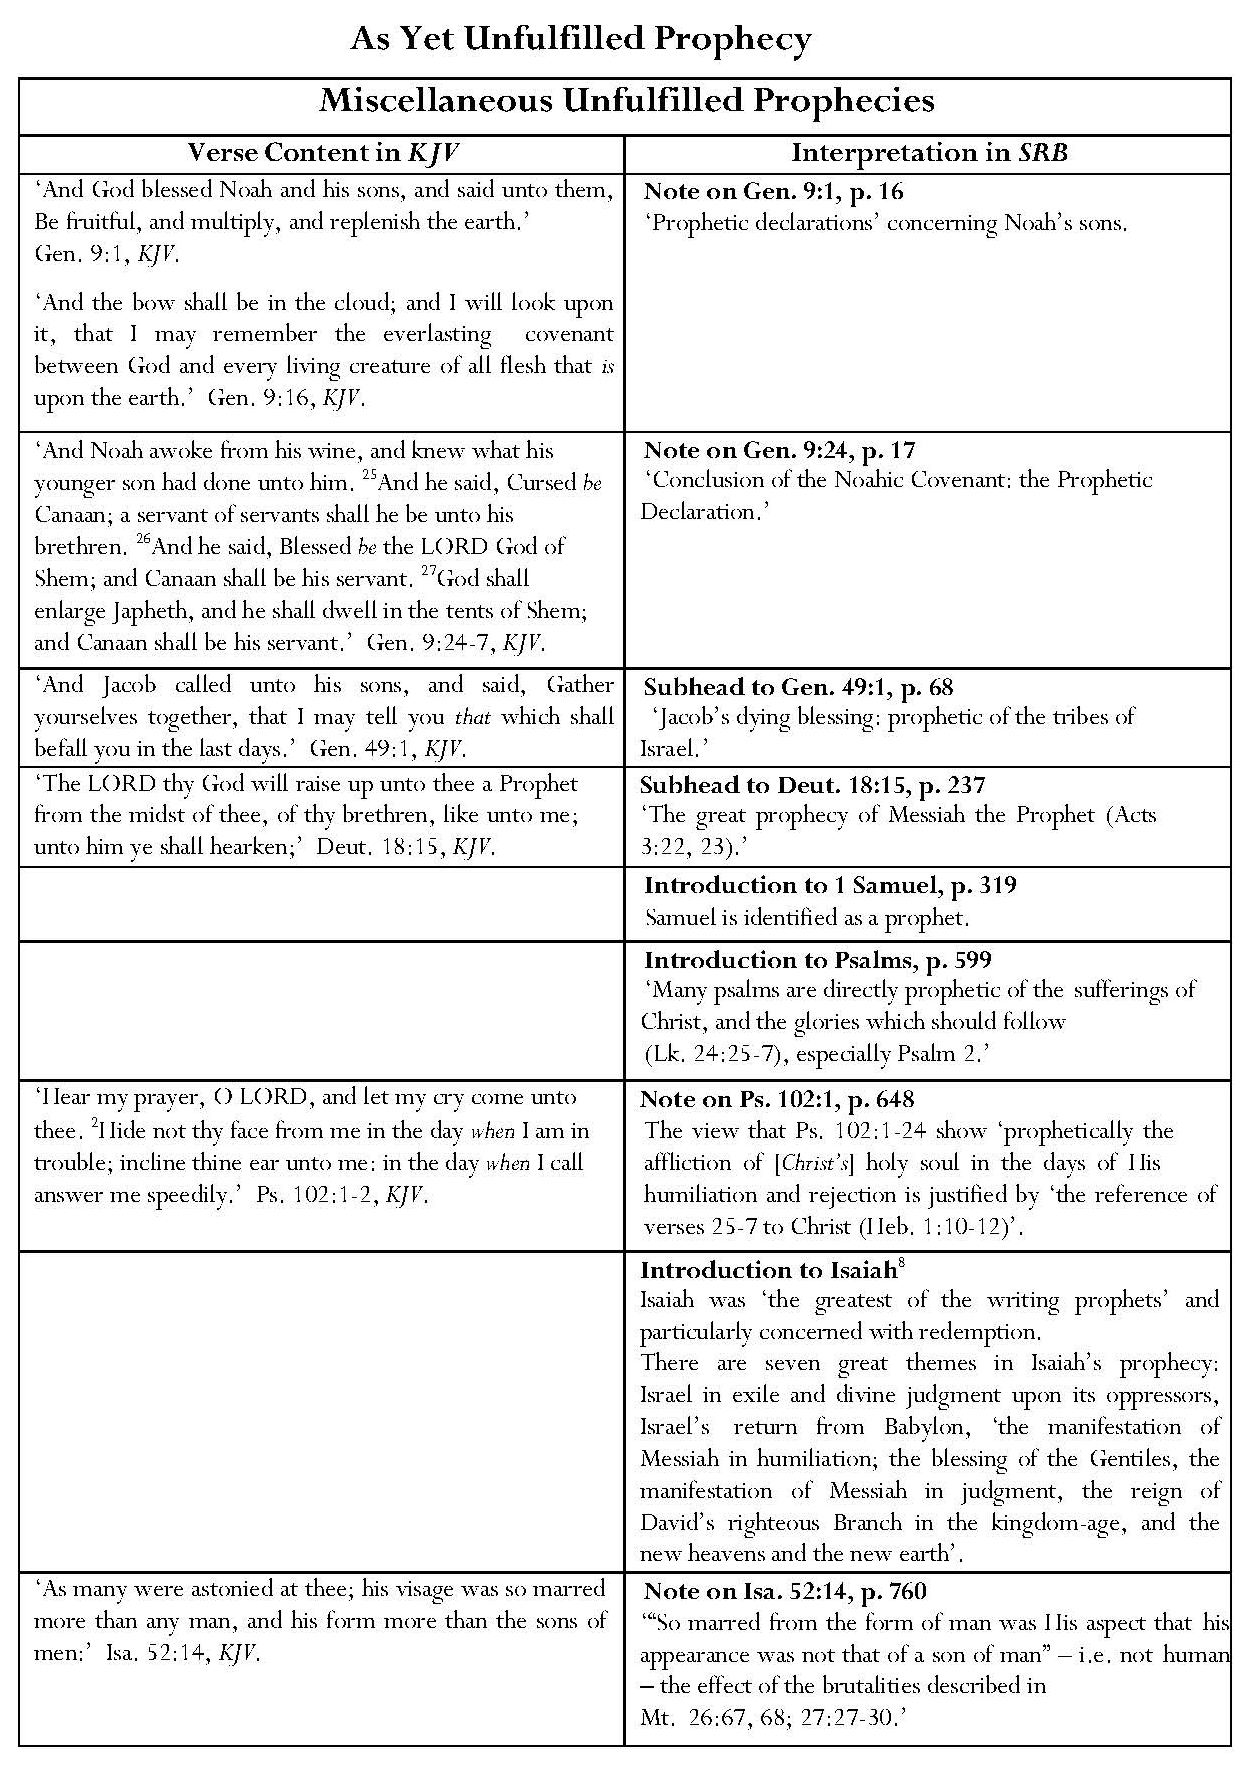 As Yet Unfulfilled Prophecy
Miscellaneous Unfulfilled Prophecies
Verse Content in KJV
Interpretation in SRB
‘And God blessed Noah and his sons, and said unto them,
Be fruitful, and multiply, and replenish the earth.’
Gen. 9:1, KJV.
‘And the bow shall be in the cloud; and I will look upon
it, that I may remember the everlasting covenant
between God and every living creature of all flesh that is
upon the earth.’ Gen. 9:16, KJV.
Note on Gen. 9:1, p. 16
‘Prophetic declarations’ concerning Noah’s sons.
‘And Noah awoke from his wine, and knew what his
younger son had done unto him. 25And he said, Cursed be
Canaan; a servant of servants shall he be unto his
brethren. 26And he said, Blessed be the LORD God of
Shem; and Canaan shall be his servant. 27God shall
enlarge Japheth, and he shall dwell in the tents of Shem;
and Canaan shall be his servant.’ Gen. 9:24-7, KJV.
Note on Gen. 9:24, p. 17
‘Conclusion of the Noahic Covenant: the Prophetic
Declaration.’
‘And Jacob called unto his sons, and said, Gather
yourselves together, that I may tell you that which shall
befall you in the last days.’ Gen. 49:1, KJV.
Subhead to Gen. 49:1, p. 68
‘Jacob’s dying blessing: prophetic of the tribes of
Israel.’
‘The LORD thy God will raise up unto thee a Prophet
from the midst of thee, of thy brethren, like unto me;
unto him ye shall hearken;’ Deut. 18:15, KJV.
Subhead to Deut. 18:15, p. 237
‘The great prophecy of Messiah the Prophet (Acts
3:22, 23).’
Introduction to 1 Samuel, p. 319
Samuel is identified as a prophet.
Introduction to Psalms, p. 599
‘Many psalms are directly prophetic of the sufferings of
Christ, and the glories which should follow
(Lk. 24:25-7), especially Psalm 2.’
‘Hear my prayer, O LORD, and let my cry come unto
thee. 2Hide not thy face from me in the day when I am in
trouble; incline thine ear unto me: in the day when I call
answer me speedily.’ Ps. 102:1-2, KJV.
Note on Ps. 102:1, p. 648
The view that Ps. 102:1-24 show ‘prophetically the
affliction of [Christ’s] holy soul in the days of His
humiliation and rejection is justified by ‘the reference of
verses 25-7 to Christ (Heb. 1:10-12)’.
Introduction to Isaiah8
Isaiah was ‘the greatest of the writing prophets’ and
particularly concerned with redemption.
There are seven great themes in Isaiah’s prophecy:
Israel in exile and divine judgment upon its oppressors,
Israel’s return from Babylon, ‘the manifestation of
Messiah in humiliation; the blessing of the Gentiles, the
manifestation of Messiah in judgment, the reign of
David’s righteous Branch in the kingdom-age, and the
new heavens and the new earth’.
‘As many were astonied at thee; his visage was so marred
more than any man, and his form more than the sons of
men:’ Isa. 52:14, KJV.
Note on Isa. 52:14, p. 760
‘“So marred from the form of man was His aspect that his
appearance was not that of a son of man” – i.e. not human
– the effect of the brutalities described in
Mt. 26:67, 68; 27:27-30.’